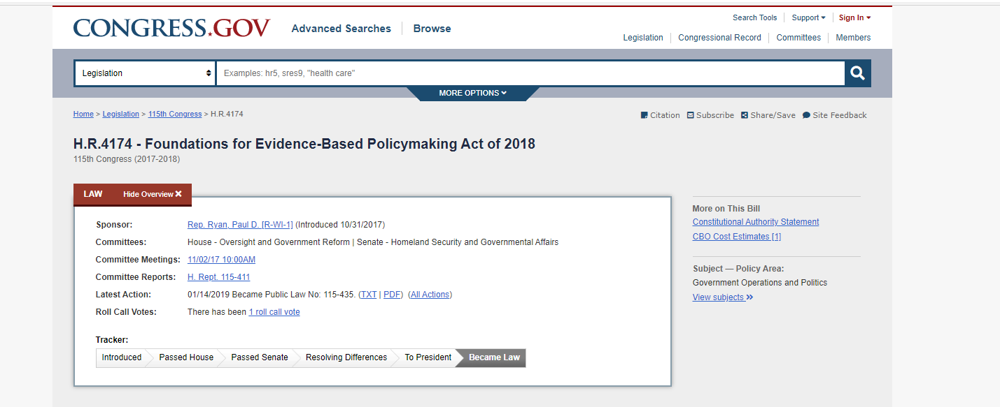 CONGRESS.GOV
Advanced Searches Browse
Search Tools Support Sign In
Legislation Congressional Record Committees Members
Legislation Examples: hr5, sres9, "health care"
MORE OPTIONS
Home > Legislation > 115th Congress > H.R.4174
Citation Subscribe Share/Save Site Feedback
H.R.4174 - Foundations for Evidence-Based Policymaking Act of 2018
115th Congress (2017-2018)
LAW Hide Overview
Sponsor: Rep. Ryan, Paul D. [R-WI-1] (Introduced 10/31/2017)
Committees: House - Oversight and Government Reform | Senate - Homeland Security and Governmental Affairs
Committee Meetings: 11/02/17 10:00AM
Committee Reports: H. Rept. 115-411
Latest Action: 01/14/2019 Became Public Law No: 115-435. (TXT | PDF) (All Actions)
Roll Call Votes: There has been 1 roll call vote
Tracker:
Introduced Passed House Passed Senate Resolving Differences To President Became Law
More on This Bill
Constitutional Authority Statement
CBO Cost Estimates [1]
Subject — Policy Area:
Government Operations and Politics
View subjects »